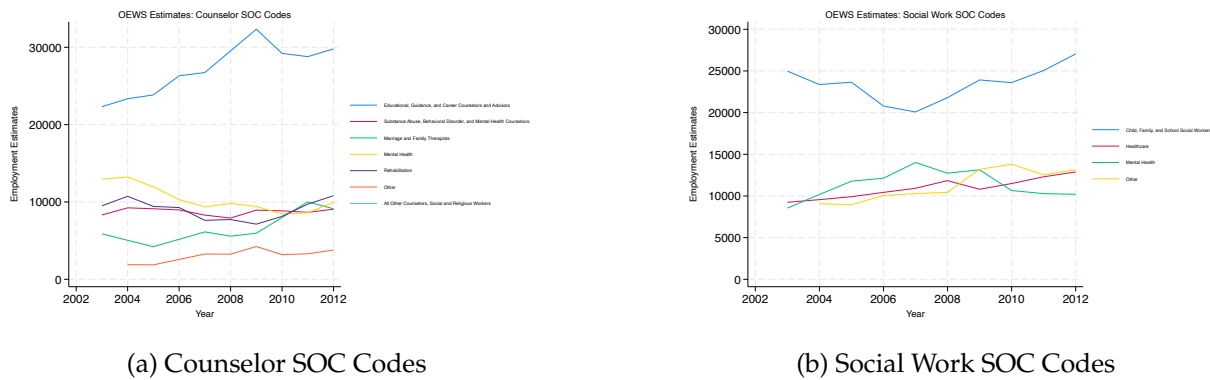 OEWS Estimates: Counselor SOC Codes
30000
20000
10000
0
Employment Estimates
2002 2004 2006 2008 2010 2012
Year
Educational, Guidance, and Career Counselors and Advisors
Substance Abuse, Behavioral Disorder, and Mental Health Counselors
Marriage and Family Therapists
Mental Health
Rehabilitation
Other
All Other Counselors, Social and Religious Workers
(a) Counselor SOC Codes
OEWS Estimates: Social Work SOC Codes
30000
25000
20000
15000
10000
5000
0
Employment Estimates
2002 2004 2006 2008 2010 2012
Year
Child, Family, and School Social Workers
Healthcare
Mental Health
Other
(b) Social Work SOC Codes